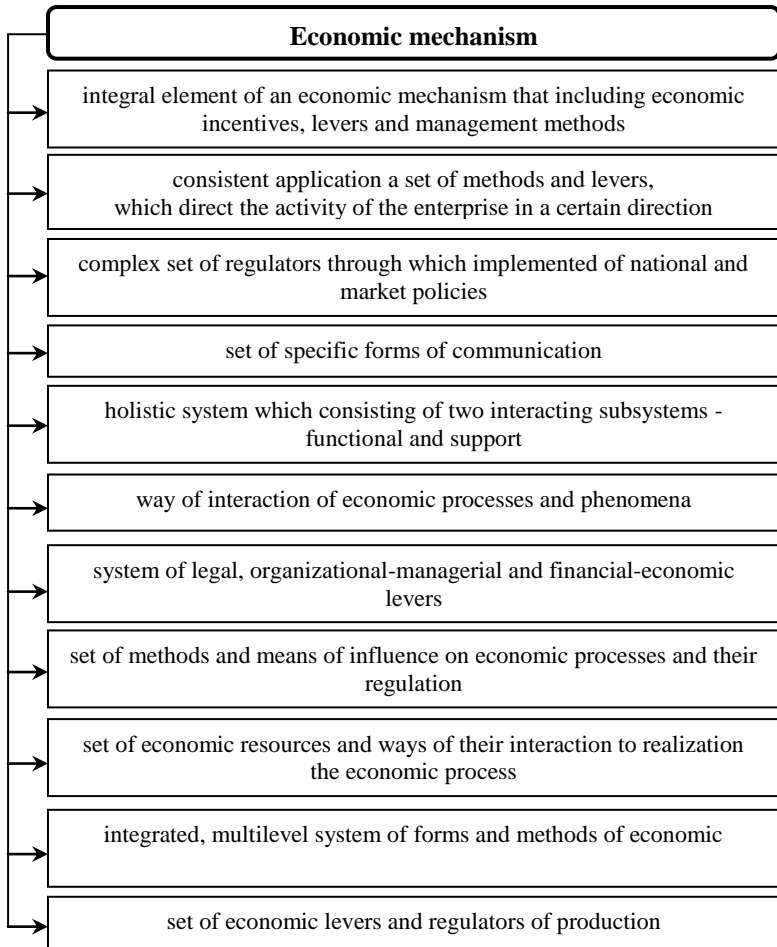 Economic mechanism
integral element of an economic mechanism that including economic
incentives, levers and management methods
consistent application a set of methods and levers,
which direct the activity of the enterprise in a certain direction
complex set of regulators through which implemented of national and
market policies
set of specific forms of communication
holistic system which consisting of two interacting subsystems -
functional and support
way of interaction of economic processes and phenomena
system of legal, organizational-managerial and financial-economic
levers
set of methods and means of influence on economic processes and their
regulation
set of economic resources and ways of their interaction to realization
the economic process
integrated, multilevel system of forms and methods of economic
set of economic levers and regulators of production